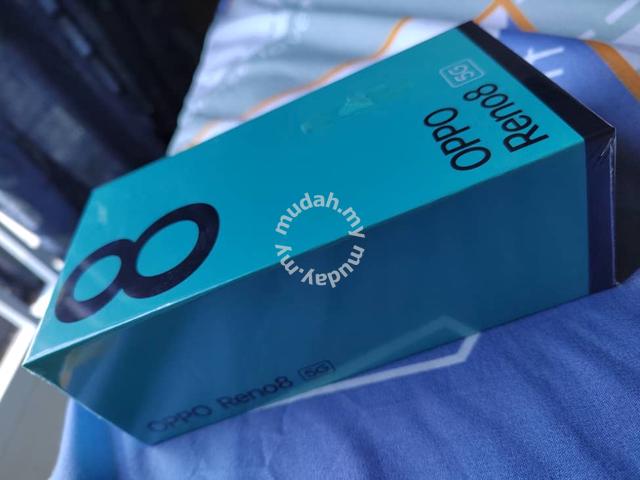 OPPO
Reno8 5G
8
OPPO Reno8 5G
mudah.my
mudah.my